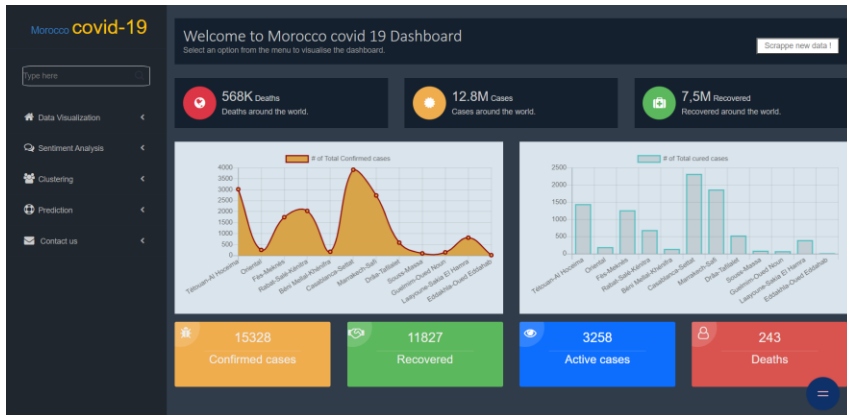 Morocco covid-19
Type here
Data Visualization
Sentiment Analysis
Clustering
Prediction
Contact us
Welcome to Morocco covid 19 Dashboard
Select an option from the menu to visualise the dashboard.
Scrappe new data !
568K Deaths
Deaths around the world.
12.8M Cases
Cases around the world.
7,5M Recovered
Recovered around the world.
# of Total Confirmed cases
4000
3500
3000
2500
2000
1500
1000
500
0
Tétouan-Al Hoceima
Oriental
Fès-Meknès
Rabat-Salé-Kénitra
Béni Mellal-Khénifra
Casablanca-Settat
Marrakech-Safi
Drâa-Tafilalet
Souss-Massa
Guelmim-Oued Noun
Laayoune-Sakia El Hamra
Eddakhla-Oued Eddahab
# of Total cured cases
2500
2000
1500
1000
500
0
Tétouan-Al Hoceima
Oriental
Fès-Meknès
Rabat-Salé-Kénitra
Béni Mellal-Khénifra
Casablanca-Settat
Marrakech-Safi
Drâa-Tafilalet
Souss-Massa
Guelmim-Oued Noun
Laayoune-Sakia El Hamra
Eddakhla-Oued Eddahab
15328
Confirmed cases
11827
Recovered
3258
Active cases
243
Deaths